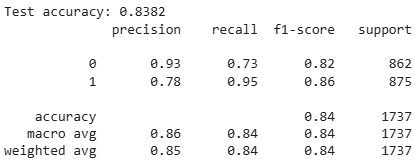 Test accuracy: 0.8382
precision recall f1-score support
0 0.93 0.73 0.82 862
1 0.78 0.95 0.86 875
accuracy 0.84 1737
macro avg 0.86 0.84 0.84 1737
weighted avg 0.85 0.84 0.84 1737